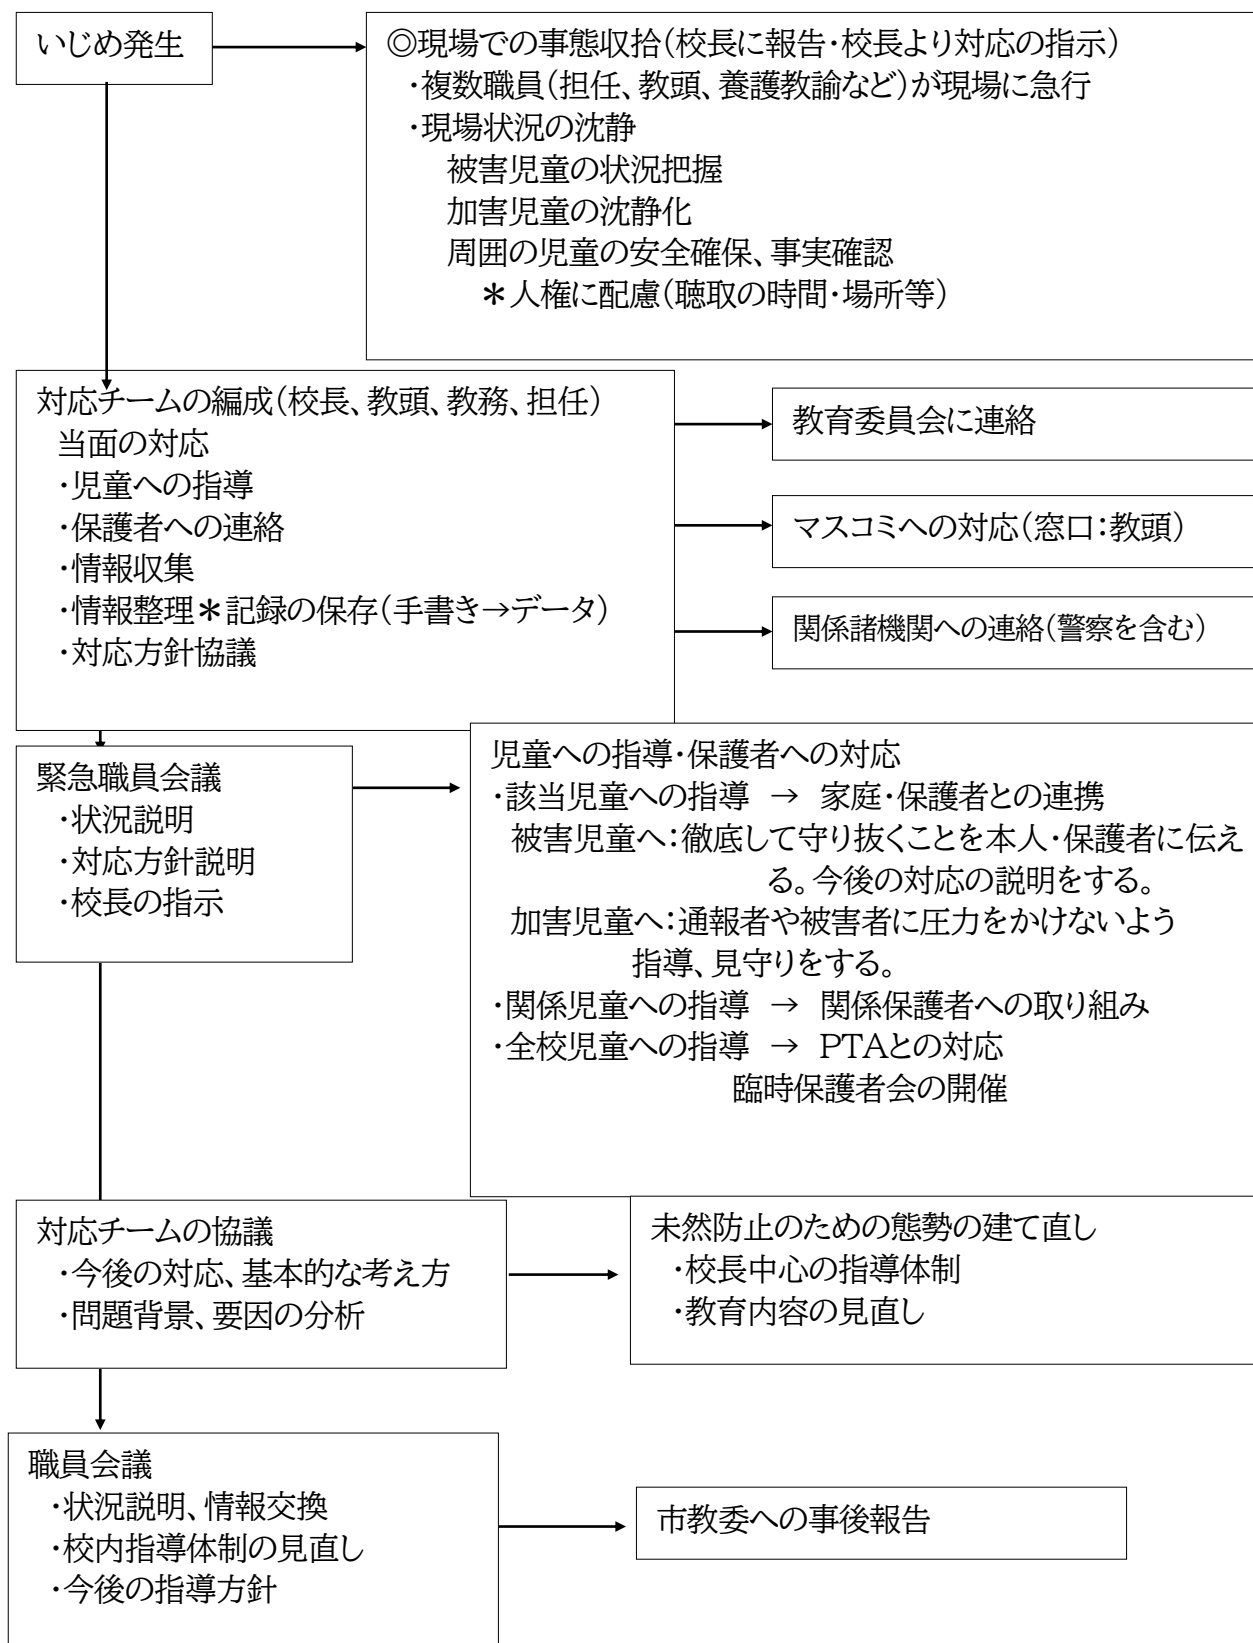 いじめ発生
◎現場での事態収拾(校長に報告・校長より対応の指示)
・複数職員(担任、教頭、養護教諭など)が現場に急行
・現場状況の沈静
被害児童の状況把握
加害児童の沈静化
周囲の児童の安全確保、事実確認
＊人権に配慮(聴取の時間・場所等)
対応チームの編成(校長、教頭、教務、担任)
当面の対応
・児童への指導
・保護者への連絡
・情報収集
・情報整理＊記録の保存(手書き→データ)
・対応方針協議
教育委員会に連絡
マスコミへの対応(窓口：教頭)
関係諸機関への連絡(警察を含む)
緊急職員会議
・状況説明
・対応方針説明
・校長の指示
児童への指導・保護者への対応
・該当児童への指導 → 家庭・保護者との連携
被害児童へ：徹底して守り抜くことを本人・保護者に伝え
る。今後の対応の説明をする。
加害児童へ：通報者や被害者に圧力をかけないよう
指導、見守りをする。
・関係児童への指導 → 関係保護者への取り組み
・全校児童への指導 → PTAとの対応
臨時保護者会の開催
対応チームの協議
・今後の対応、基本的な考え方
・問題背景、要因の分析
未然防止のための態勢の建て直し
・校長中心の指導体制
・教育内容の見直し
職員会議
・状況説明、情報交換
・校内指導体制の見直し
・今後の指導方針
市教委への事後報告